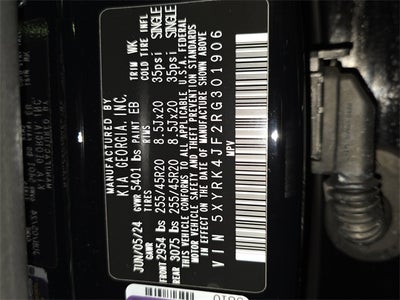 MANUFACTURED BY
KIA GEORGIA, INC.
JUN/05/24 GVWR 5401 lbs PAINT EB TRIM WK
GAWR TIRES RIMS COLD TIRE INFL
FRONT 2954 lbs 255/45R20 8.5Jx20 35psi SINGLE
REAR 3075 lbs 255/45R20 8.5Jx20 35psi SINGLE
THIS VEHICLE CONFORMS TO ALL APPLICABLE U.S.A. FEDERAL
MOTOR VEHICLE SAFETY AND THEFT PREVENTION STANDARDS
IN EFFECT ON THE DATE OF MANUFACTURE SHOWN ABOVE.
VIN 5XYRK4JF2RG301906
MPV